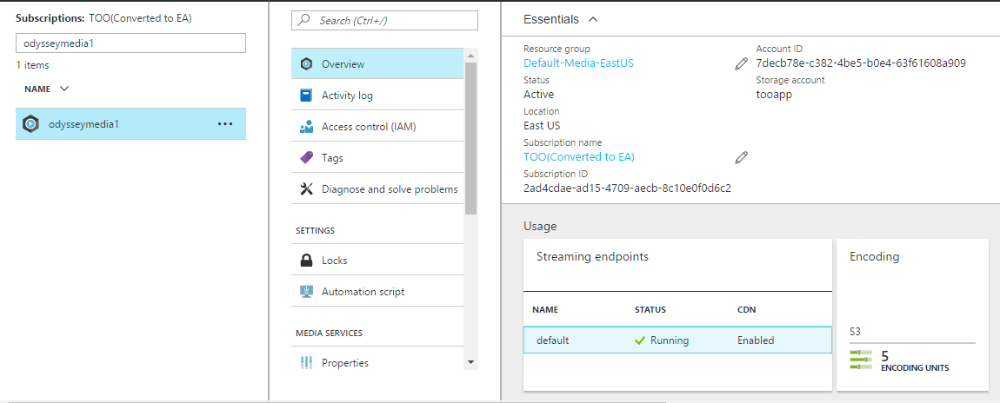 Subscriptions: TOO(Converted to EA)
odysseymedia1
1 items
NAME
odysseymedia1
Search (Ctrl+/)
Overview
Activity log
Access control (IAM)
Tags
Diagnose and solve problems
SETTINGS
Locks
Automation script
MEDIA SERVICES
Properties
Essentials
Resource group
Default-Media-EastUS
Status
Active
Location
East US
Subscription name
TOO(Converted to EA)
Subscription ID
2ad4cdae-ad15-4709-aecb-8c10e0f0d6c2
Account ID
7decb78e-c382-4be5-b0e4-63f61608a909
Storage account
tooapp
Usage
Streaming endpoints
NAME STATUS CDN
default Running Enabled
Encoding
S3
5
ENCODING UNITS